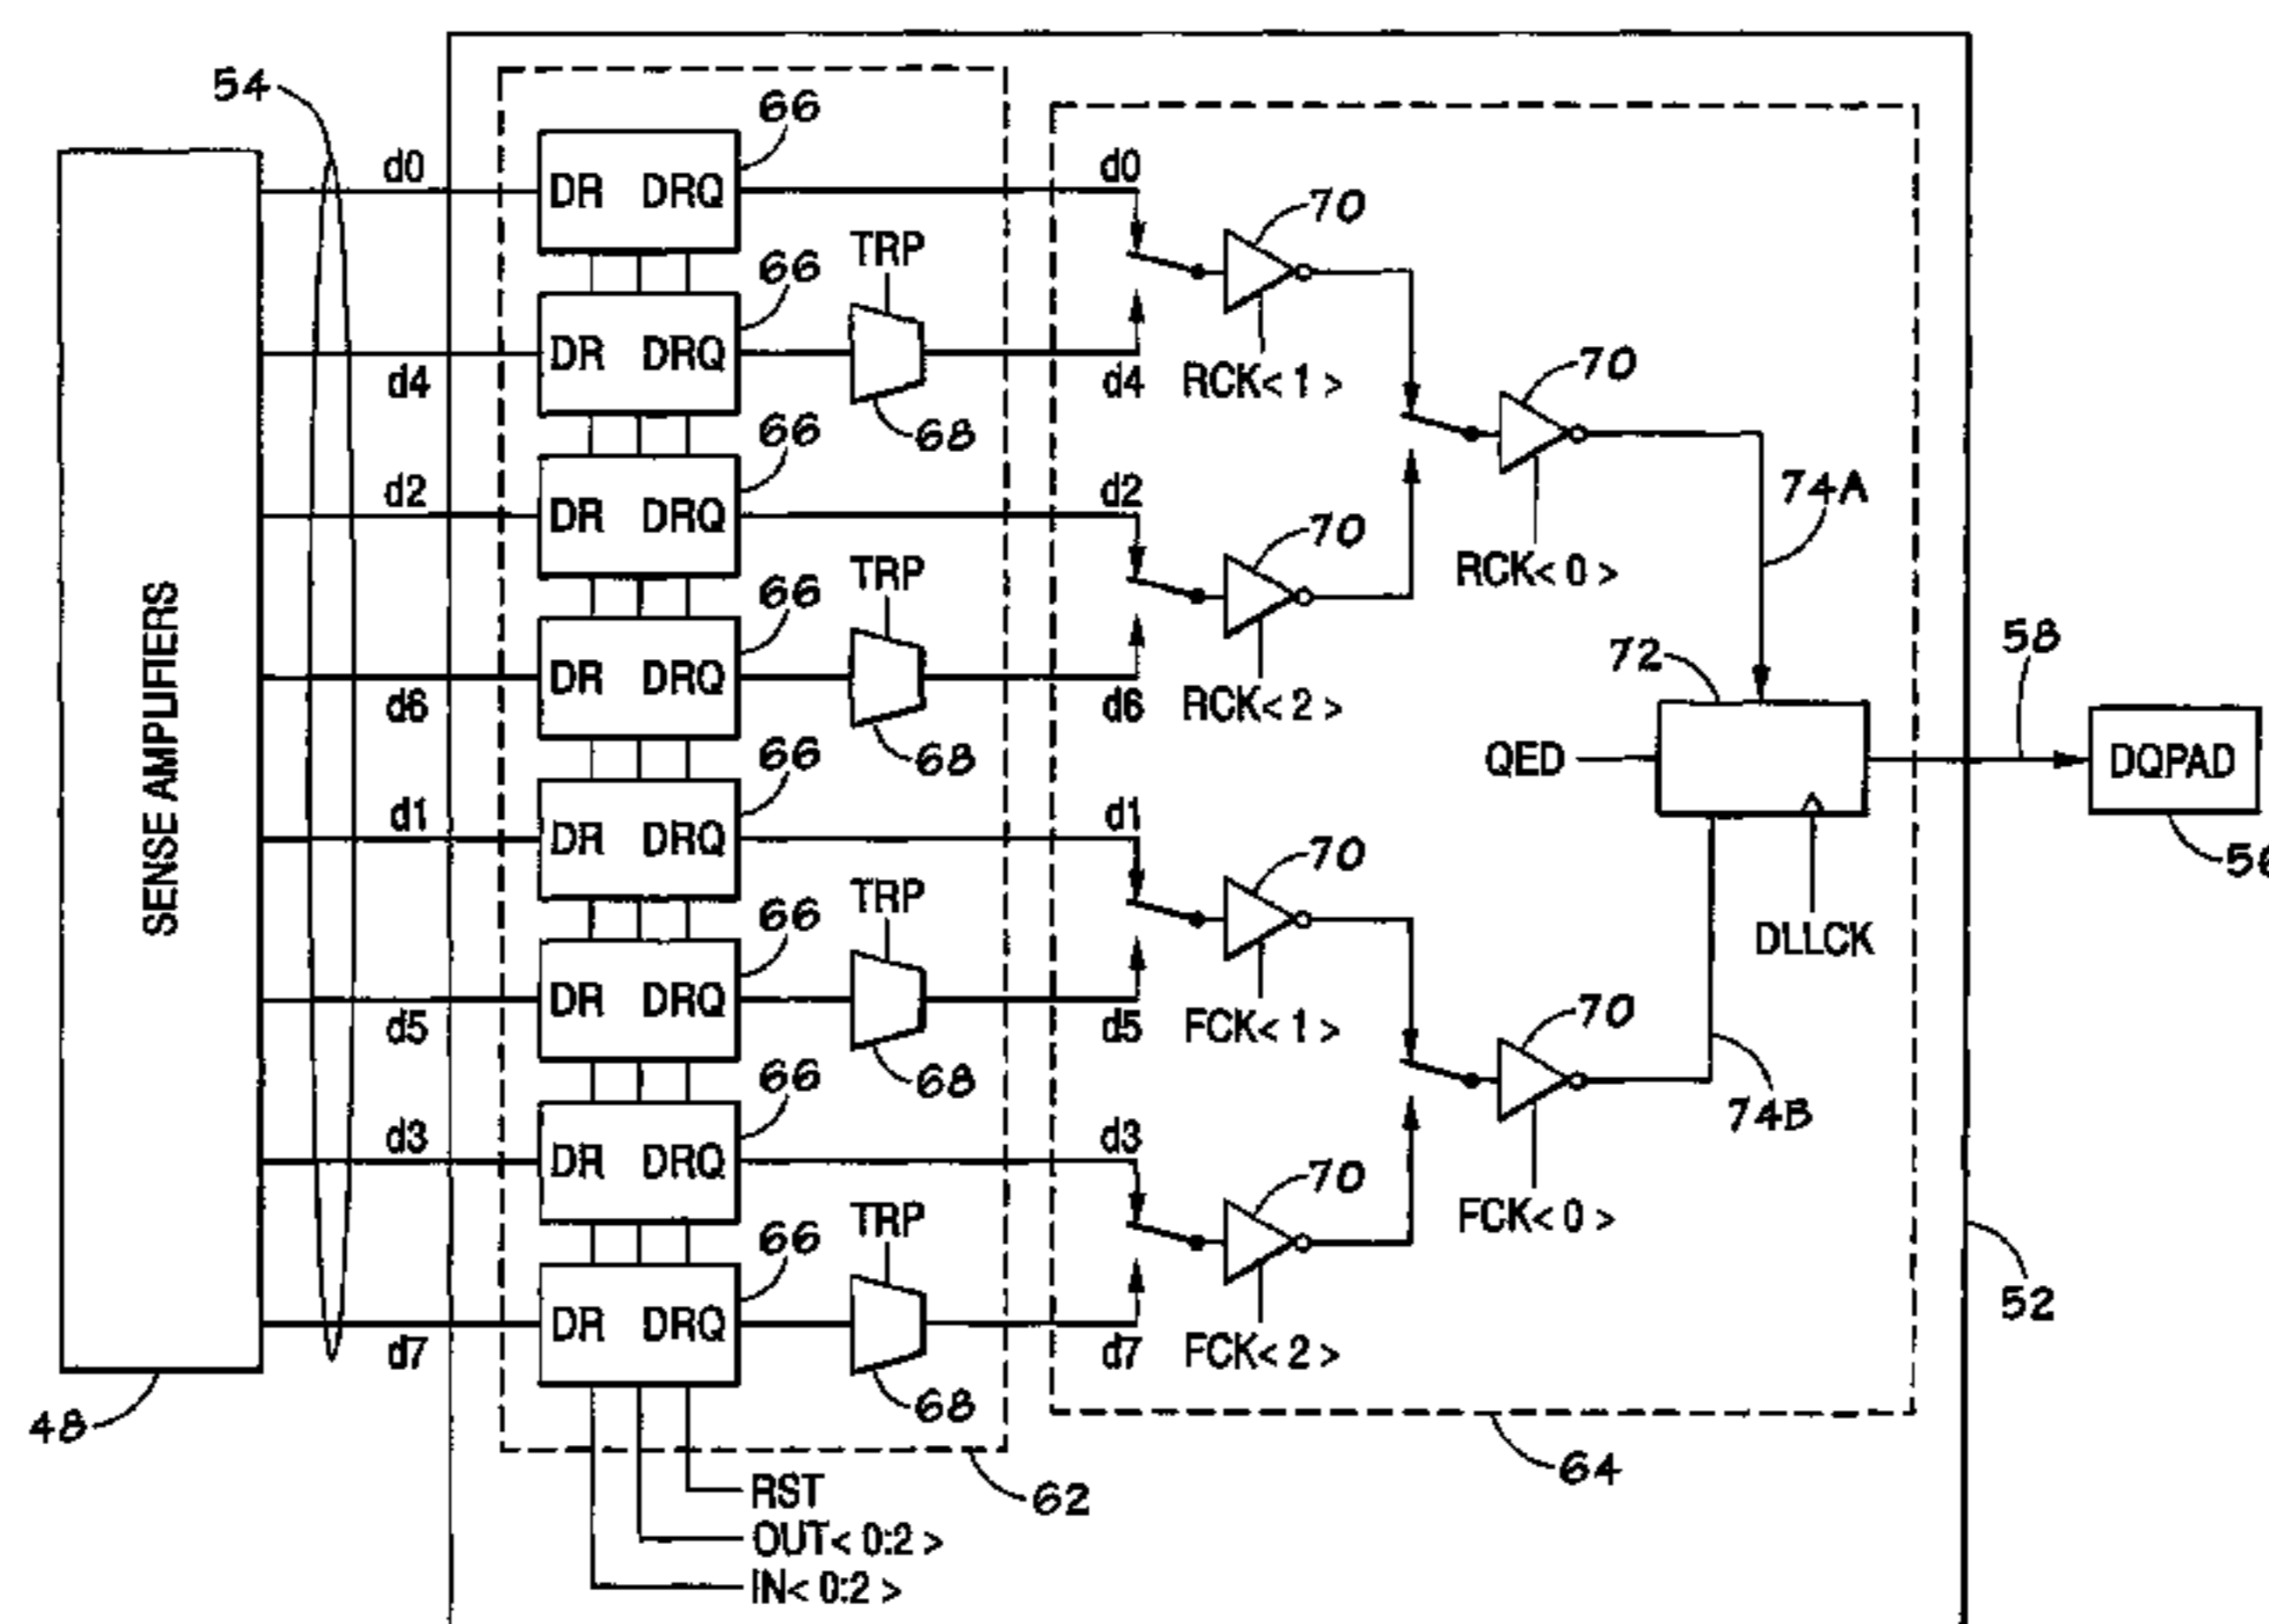 54
66
d0
DR DRQ
d0
70
TRP
66
d4
DR DRQ
d4
RCK< 1 >
68
70
66
d2
DR DRQ
d2
70
74A
RCK< 0 >
TRP
66
d6
DR DRQ
d6
RCK< 2 >
68
72
58
QED
DQPAD
56
DLLCK
SENSE AMPLIFIERS
66
d1
DR DRQ
d1
70
TRP
66
d5
DR DRQ
d5
FCK< 1 >
68
70
74B
FCK< 0 >
66
d3
DR DRQ
d3
70
TRP
66
d7
DR DRQ
d7
FCK< 2 >
68
52
48
64
62
RST
OUT< 0:2 >
IN< 0:2 >